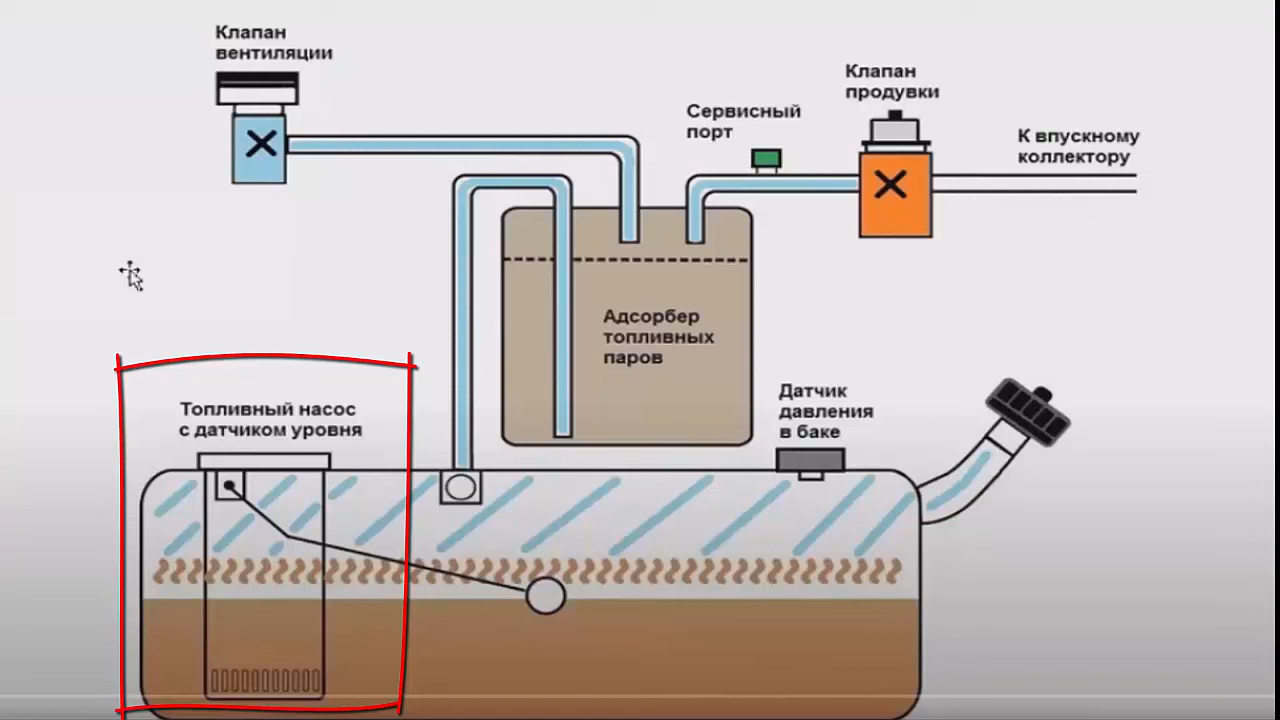 Клапан
вентиляции
Клапан
продувки
Сервисный
порт
К впускному
коллектору
Адсорбер
топливных
паров
Датчик
давления
в баке
Топливный насос
с датчиком уровня